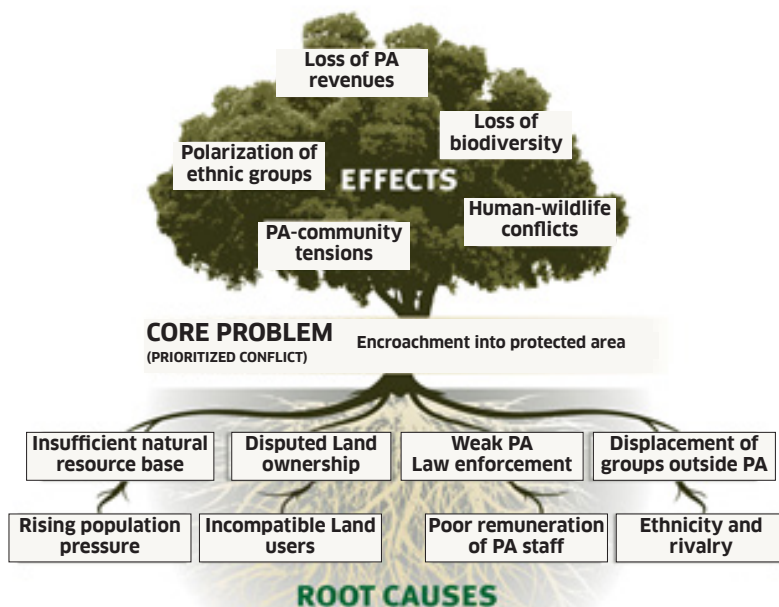 Loss of PA
revenues
Loss of
biodiversity
Polarization of
ethnic groups
EFFECTS
Human-wildlife
conflicts
PA-community
tensions
CORE PROBLEM
(PRIORITIZED CONFLICT)
Encroachment into protected area
Insufficient natural
resource base
Disputed Land
ownership
Weak PA
Law enforcement
Displacement of
groups outside PA
Rising population
pressure
Incompatible Land
users
Poor remuneration
of PA staff
Ethnicity and
rivalry
ROOT CAUSES